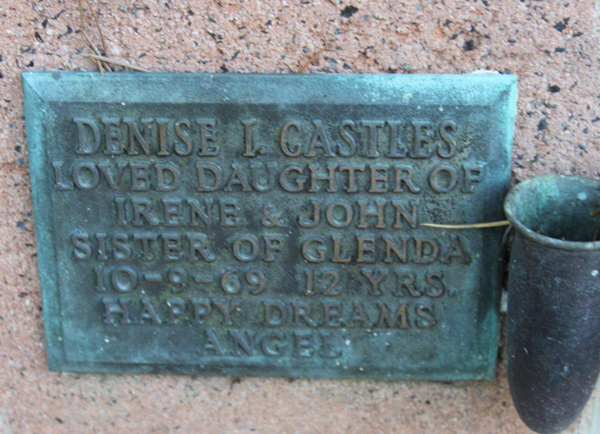 DENISE I. CASTLES
LOVED DAUGHTER OF
IRENE & JOHN
SISTER OF GLENDA
10-9-69 12 YRS.
HAPPY DREAMS
ANGEL